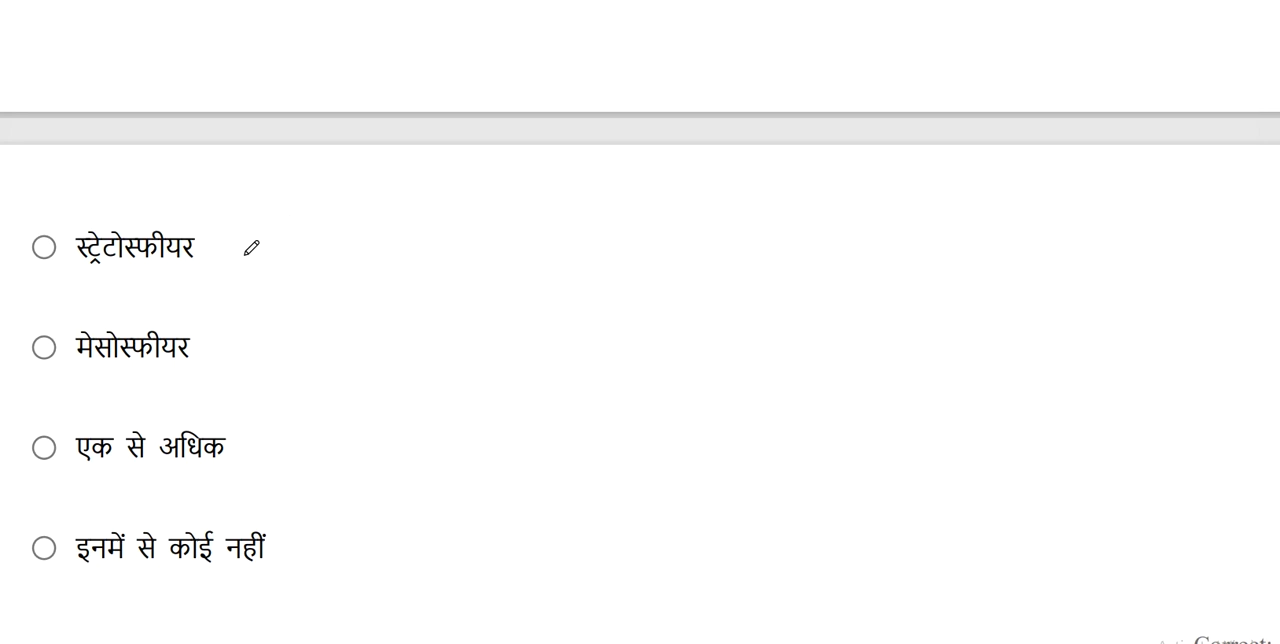 स्ट्रेटोस्फीयर
मेसोस्फीयर
एक से अधिक
इनमें से कोई नहीं